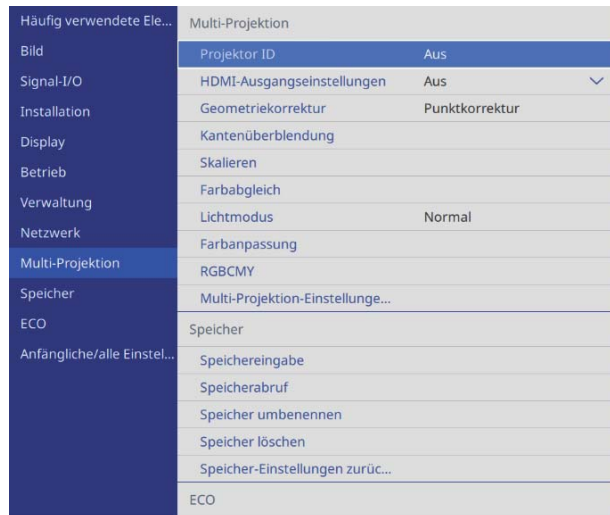 Häufig verwendete Ele...
Bild
Signal-I/O
Installation
Display
Betrieb
Verwaltung
Netzwerk
Multi-Projektion
Speicher
ECO
Anfängliche/alle Einstel...
Multi-Projektion
Projektor ID Aus
HDMI-Ausgangseinstellungen Aus
Geometriekorrektur Punktkorrektur
Kantenüberblendung
Skalieren
Farbabgleich
Lichtmodus Normal
Farbanpassung
RGBCMY
Multi-Projektion-Einstellunge...
Speicher
Speichereingabe
Speicherabruf
Speicher umbenennen
Speicher löschen
Speicher-Einstellungen zurüc...
ECO